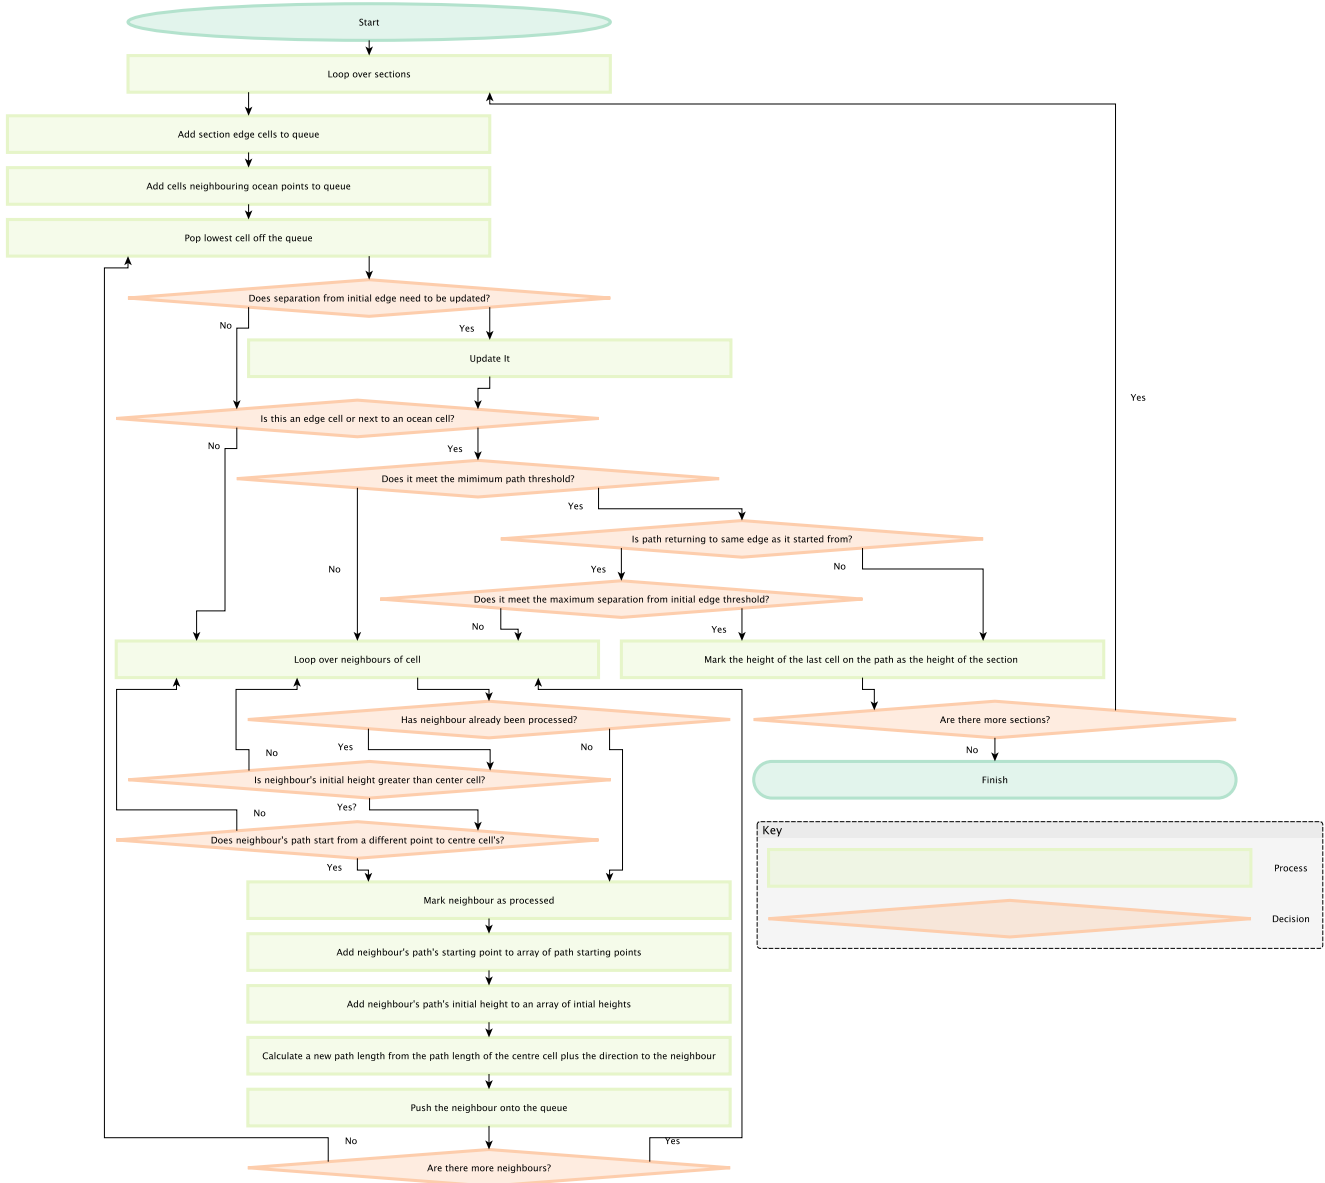 Start
Loop over sections
Add section edge cells to queue
Add cells neighbouring ocean points to queue
Pop lowest cell off the queue
Does separation from initial edge need to be updated?
No
Yes
Update It
Yes
Is this an edge cell or next to an ocean cell?
No
Yes
Does it meet the mimimum path threshold?
Yes
Is path returning to same edge as it started from?
No
Yes
No
Does it meet the maximum separation from initial edge threshold?
No
Yes
Loop over neighbours of cell
Mark the height of the last cell on the path as the height of the section
Has neighbour already been processed?
Are there more sections?
No
Yes
No
No
Is neighbour's initial height greater than center cell?
Finish
Yes?
No
Does neighbour's path start from a different point to centre cell's?
Key
Yes
Process
Mark neighbour as processed
Decision
Add neighbour's path's starting point to array of path starting points
Add neighbour's path's initial height to an array of intial heights
Calculate a new path length from the path length of the centre cell plus the direction to the neighbour
Push the neighbour onto the queue
No
Yes
Are there more neighbours?